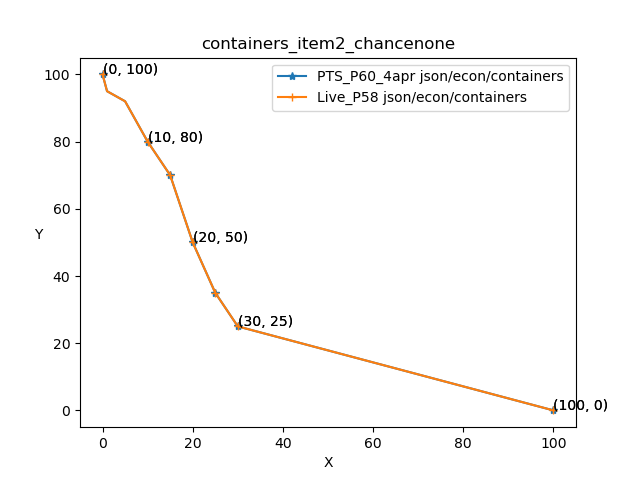 containers_item2_chancenone
PTS_P60_4apr json/econ/containers
Live_P58 json/econ/containers
(0, 100)
(10, 80)
(20, 50)
(30, 25)
(100, 0)
100
80
60
40
20
0
Y
0 20 40 60 80 100
X